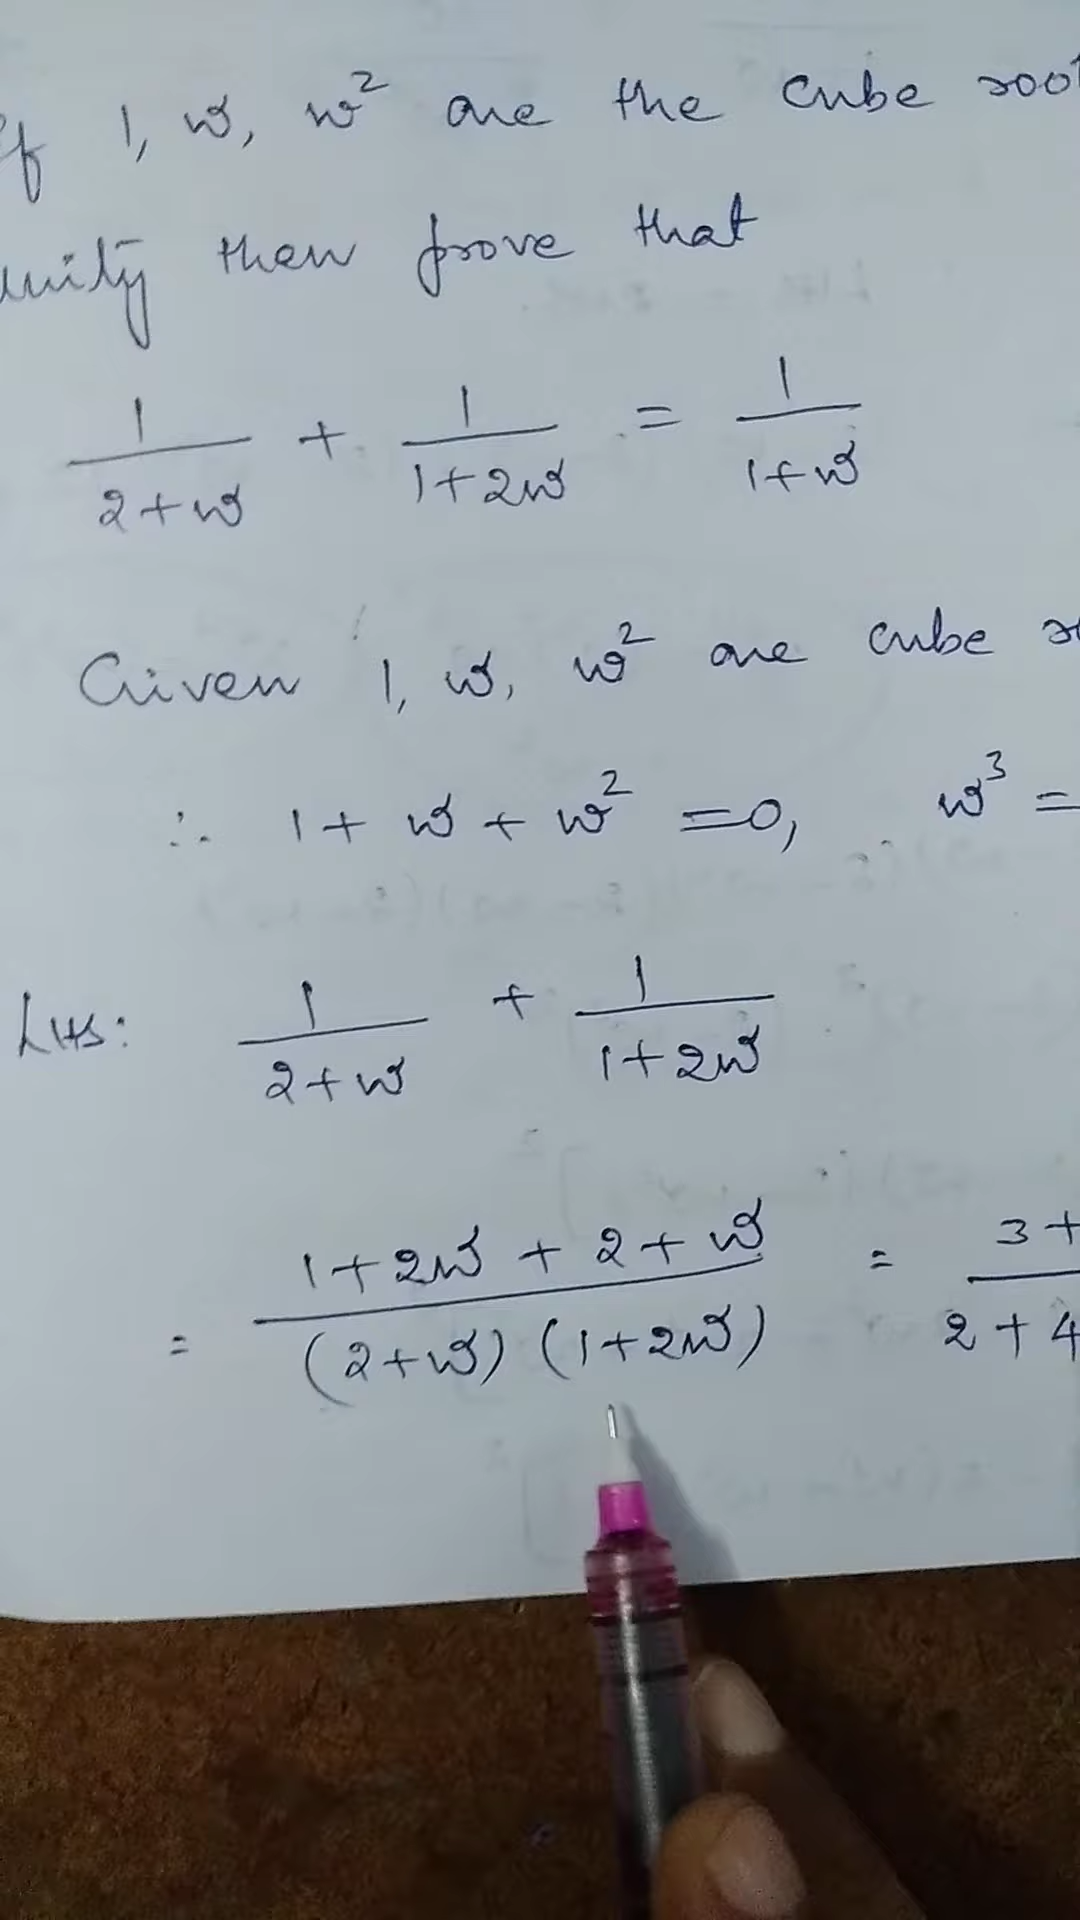 If 1, ω, ω² are the cube root
unity then prove that
1/(2+ω) + 1/(1+2ω) = 1/(1+ω)
Given 1, ω, ω² are cube
∴ 1 + ω + ω² = 0, ω³ =
LHS: 1/(2+ω) + 1/(1+2ω)
= (1+2ω + 2+ω)/((2+ω)(1+2ω)) = 3+ / 2+4